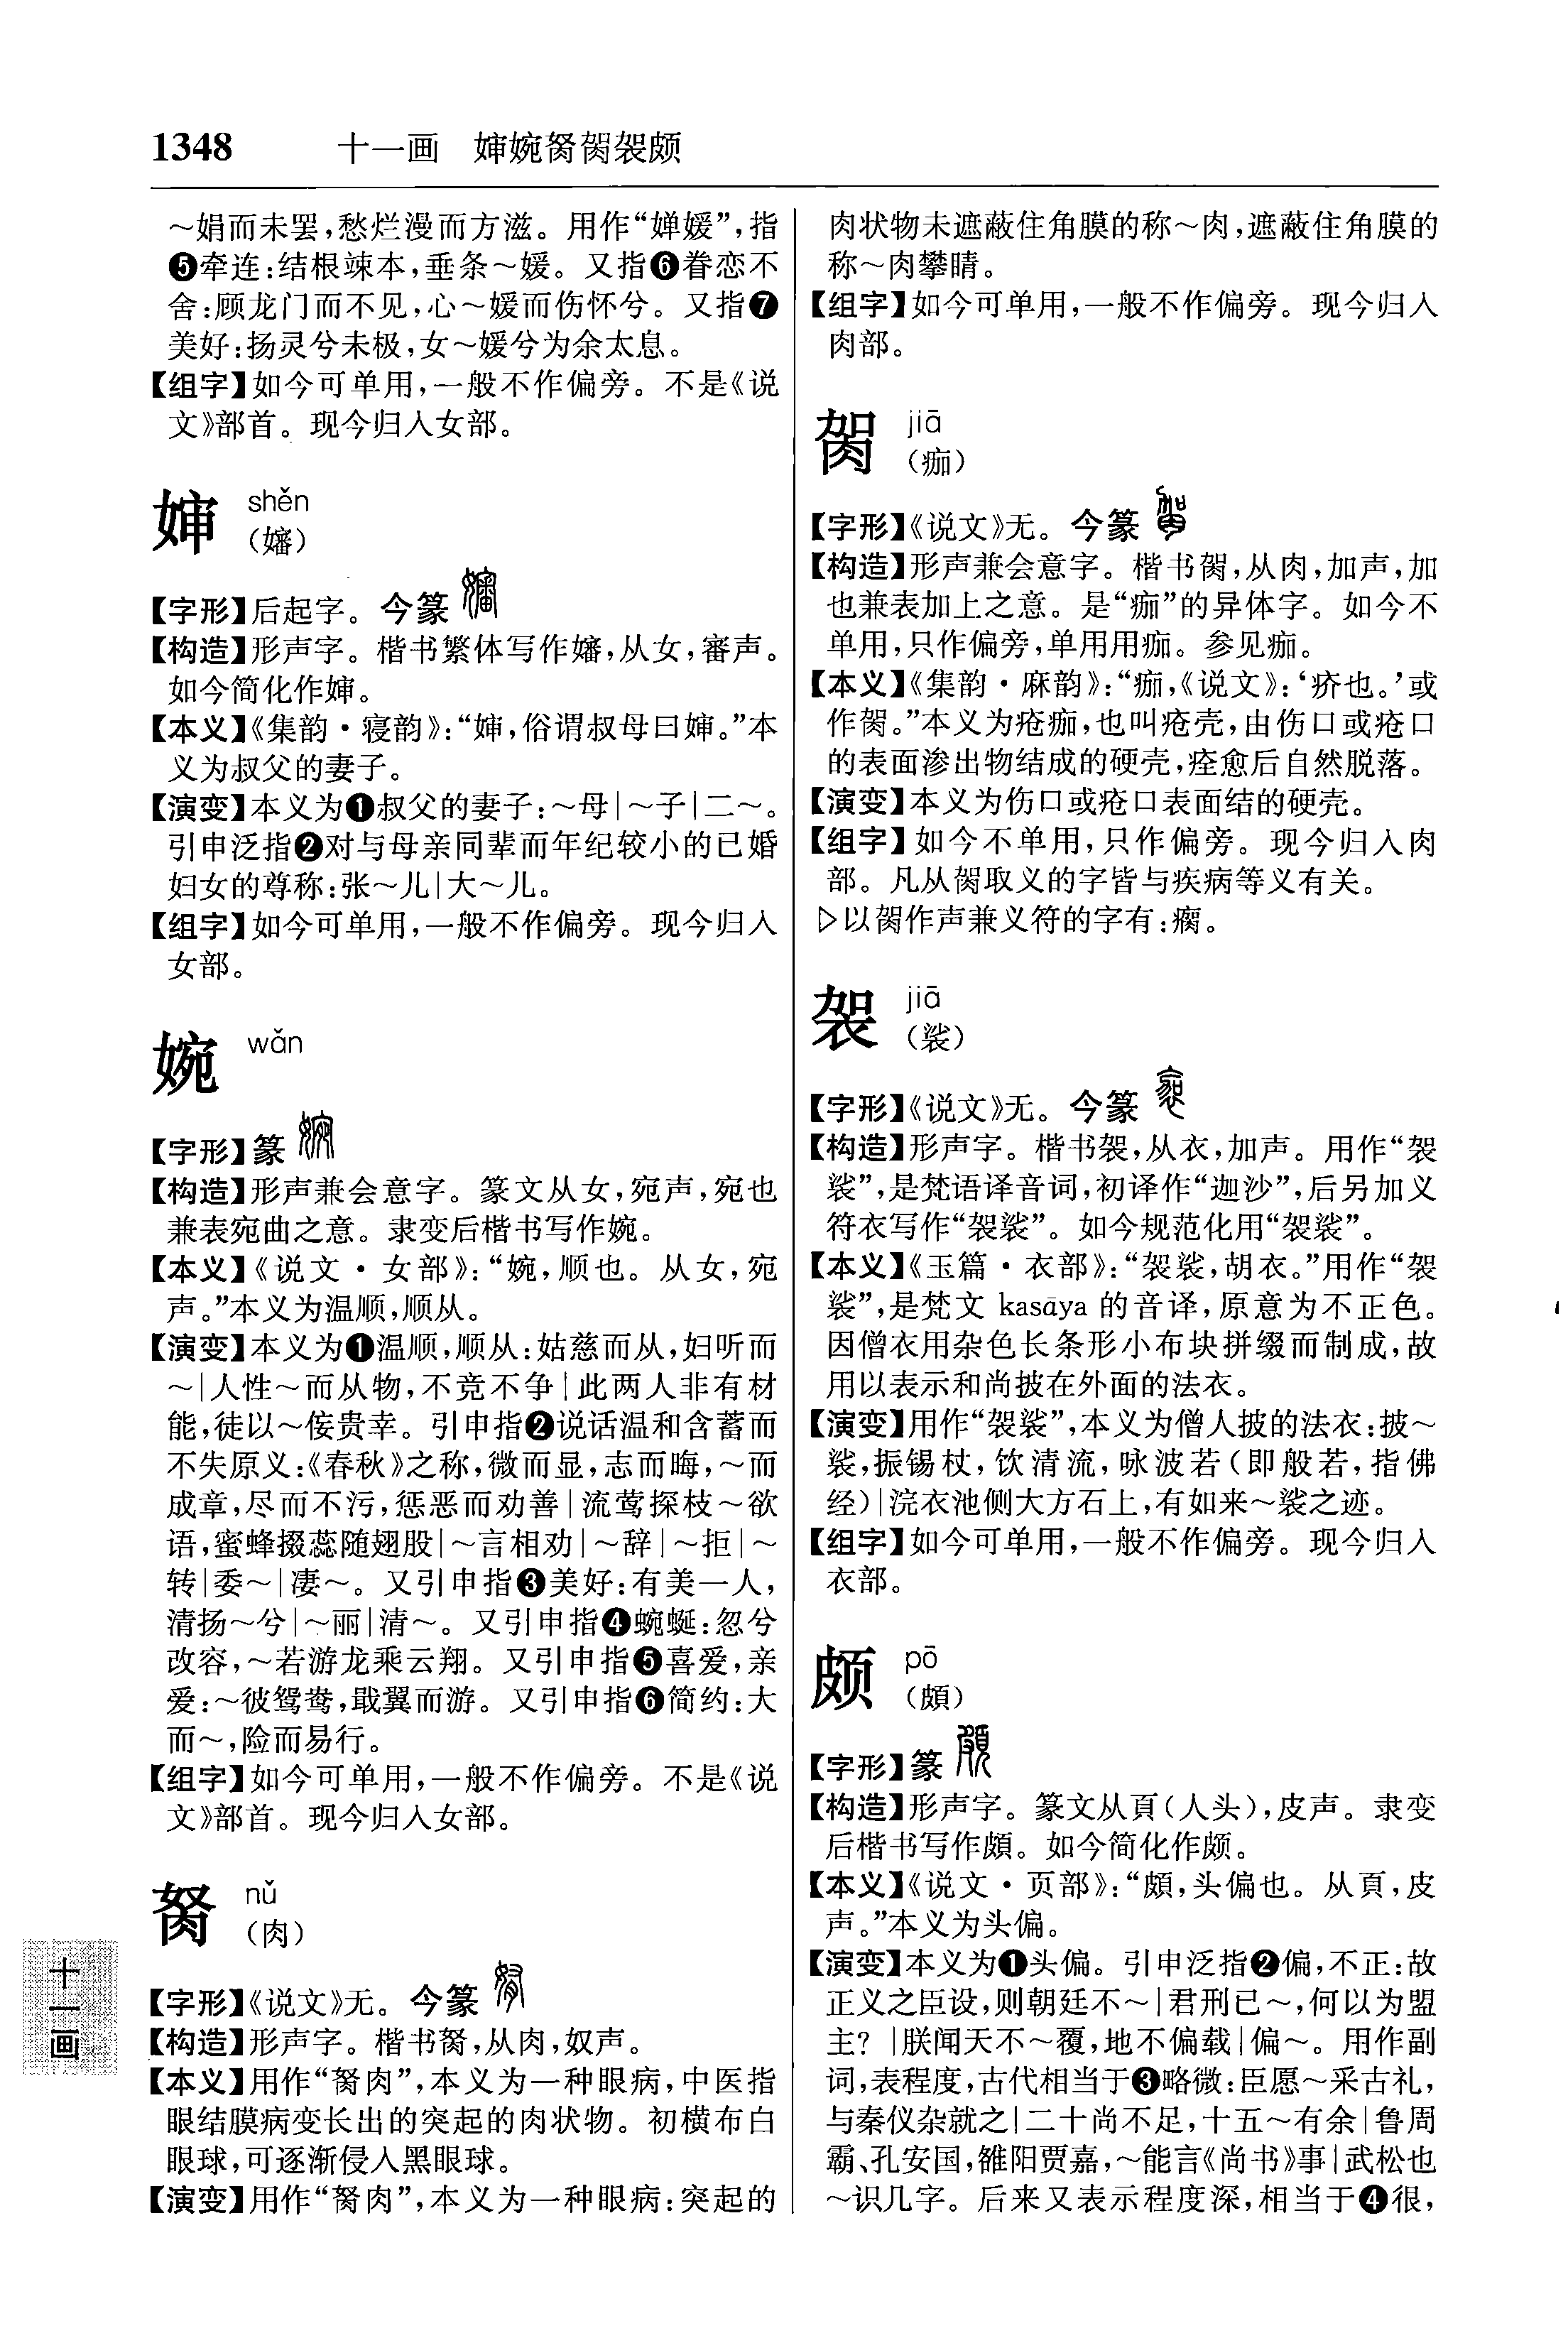 1348 十一画 婶婉胬𦚯袈颇
～娟而未罢,愁烂漫而方滋。用作“婵媛”,指
❺牵连:结根竦本,垂条～媛。又指❻眷恋不
舍:顾龙门而不见,心～媛而伤怀兮。又指❼
美好:扬灵兮未极,女～媛兮为余太息。
【组字】如今可单用,一般不作偏旁。不是《说
文》部首。现今归入女部。
婶 shěn
(嬸)
【字形】后起字。今篆
【构造】形声字。楷书繁体写作嬸,从女,審声。
如今简化作婶。
【本义】《集韵·寝韵》:“婶,俗谓叔母曰婶。”本
义为叔父的妻子。
【演变】本义为❶叔父的妻子:～母|～子|二～。
引申泛指❷对与母亲同辈而年纪较小的已婚
妇女的尊称:张～儿|大～儿。
【组字】如今可单用,一般不作偏旁。现今归入
女部。
婉 wǎn
【字形】篆
【构造】形声兼会意字。篆文从女,宛声,宛也
兼表宛曲之意。隶变后楷书写作婉。
【本义】《说文·女部》:“婉,顺也。从女,宛
声。”本义为温顺,顺从。
【演变】本义为❶温顺,顺从:姑慈而从,妇听而
～|人性～而从物,不竞不争|此两人非有材
能,徒以～佞贵幸。引申指❷说话温和含蓄而
不失原义:《春秋》之称,微而显,志而晦,～而
成章,尽而不污,惩恶而劝善|流莺探枝～欲
语,蜜蜂掇蕊随翅股|～言相劝|～辞|～拒|～
转|委～|凄～。又引申指❸美好:有美一人,
清扬～兮|～丽|清～。又引申指❹蜿蜒:忽兮
改容,～若游龙乘云翔。又引申指❺喜爱,亲
爱:～彼鸳鸯,戢翼而游。又引申指❻简约:大
而～,险而易行。
【组字】如今可单用,一般不作偏旁。不是《说
文》部首。现今归入女部。
胬 nǔ
(肉)
【字形】《说文》无。今篆
【构造】形声字。楷书胬,从肉,奴声。
【本义】用作“胬肉”,本义为一种眼病,中医指
眼结膜病变长出的突起的肉状物。初横布白
眼球,可逐渐侵入黑眼球。
【演变】用作“胬肉”,本义为一种眼病:突起的
十一画
肉状物未遮蔽住角膜的称～肉,遮蔽住角膜的
称～肉攀睛。
【组字】如今可单用,一般不作偏旁。现今归入
肉部。
jiā
(痂)
【字形】《说文》无。今篆
【构造】形声兼会意字。楷书,从肉,加声,加
也兼表加上之意。是“痂”的异体字。如今不
单用,只作偏旁,单用用痂。参见痂。
【本义】《集韵·麻韵》:“痂,《说文》:‘疥也。’或
作。”本义为疮痂,也叫疮壳,由伤口或疮口
的表面渗出物结成的硬壳,痊愈后自然脱落。
【演变】本义为伤口或疮口表面结的硬壳。
【组字】如今不单用,只作偏旁。现今归入肉
部。凡从取义的字皆与疾病等义有关。
▷以作声兼义符的字有:。
袈 jiā
(裟)
【字形】《说文》无。今篆
【构造】形声字。楷书袈,从衣,加声。用作“袈
裟”,是梵语译音词,初译作“迦沙”,后另加义
符衣写作“袈裟”。如今规范化用“袈裟”。
【本义】《玉篇·衣部》:“袈裟,胡衣。”用作“袈
裟”,是梵文 kasāya 的音译,原意为不正色。
因僧衣用杂色长条形小布块拼缀而制成,故
用以表示和尚披在外面的法衣。
【演变】用作“袈裟”,本义为僧人披的法衣:披～
裟,振锡杖,饮清流,咏波若(即般若,指佛
经)|浣衣池侧大方石上,有如来～裟之迹。
【组字】如今可单用,一般不作偏旁。现今归入
衣部。
颇 pō
(頗)
【字形】篆
【构造】形声字。篆文从頁(人头),皮声。隶变
后楷书写作頗。如今简化作颇。
【本义】《说文·页部》:“頗,头偏也。从頁,皮
声。”本义为头偏。
【演变】本义为❶头偏。引申泛指❷偏,不正:故
正义之臣设,则朝廷不～|君刑已～,何以为盟
主?|朕闻天不～覆,地不偏载|偏～。用作副
词,表程度,古代相当于❸略微:臣愿～采古礼,
与秦仪杂就之|二十尚不足,十五～有余|鲁周
霸、孔安国,雒阳贾嘉,～能言《尚书》事|武松也
～识几字。后来又表示程度深,相当于❹很,